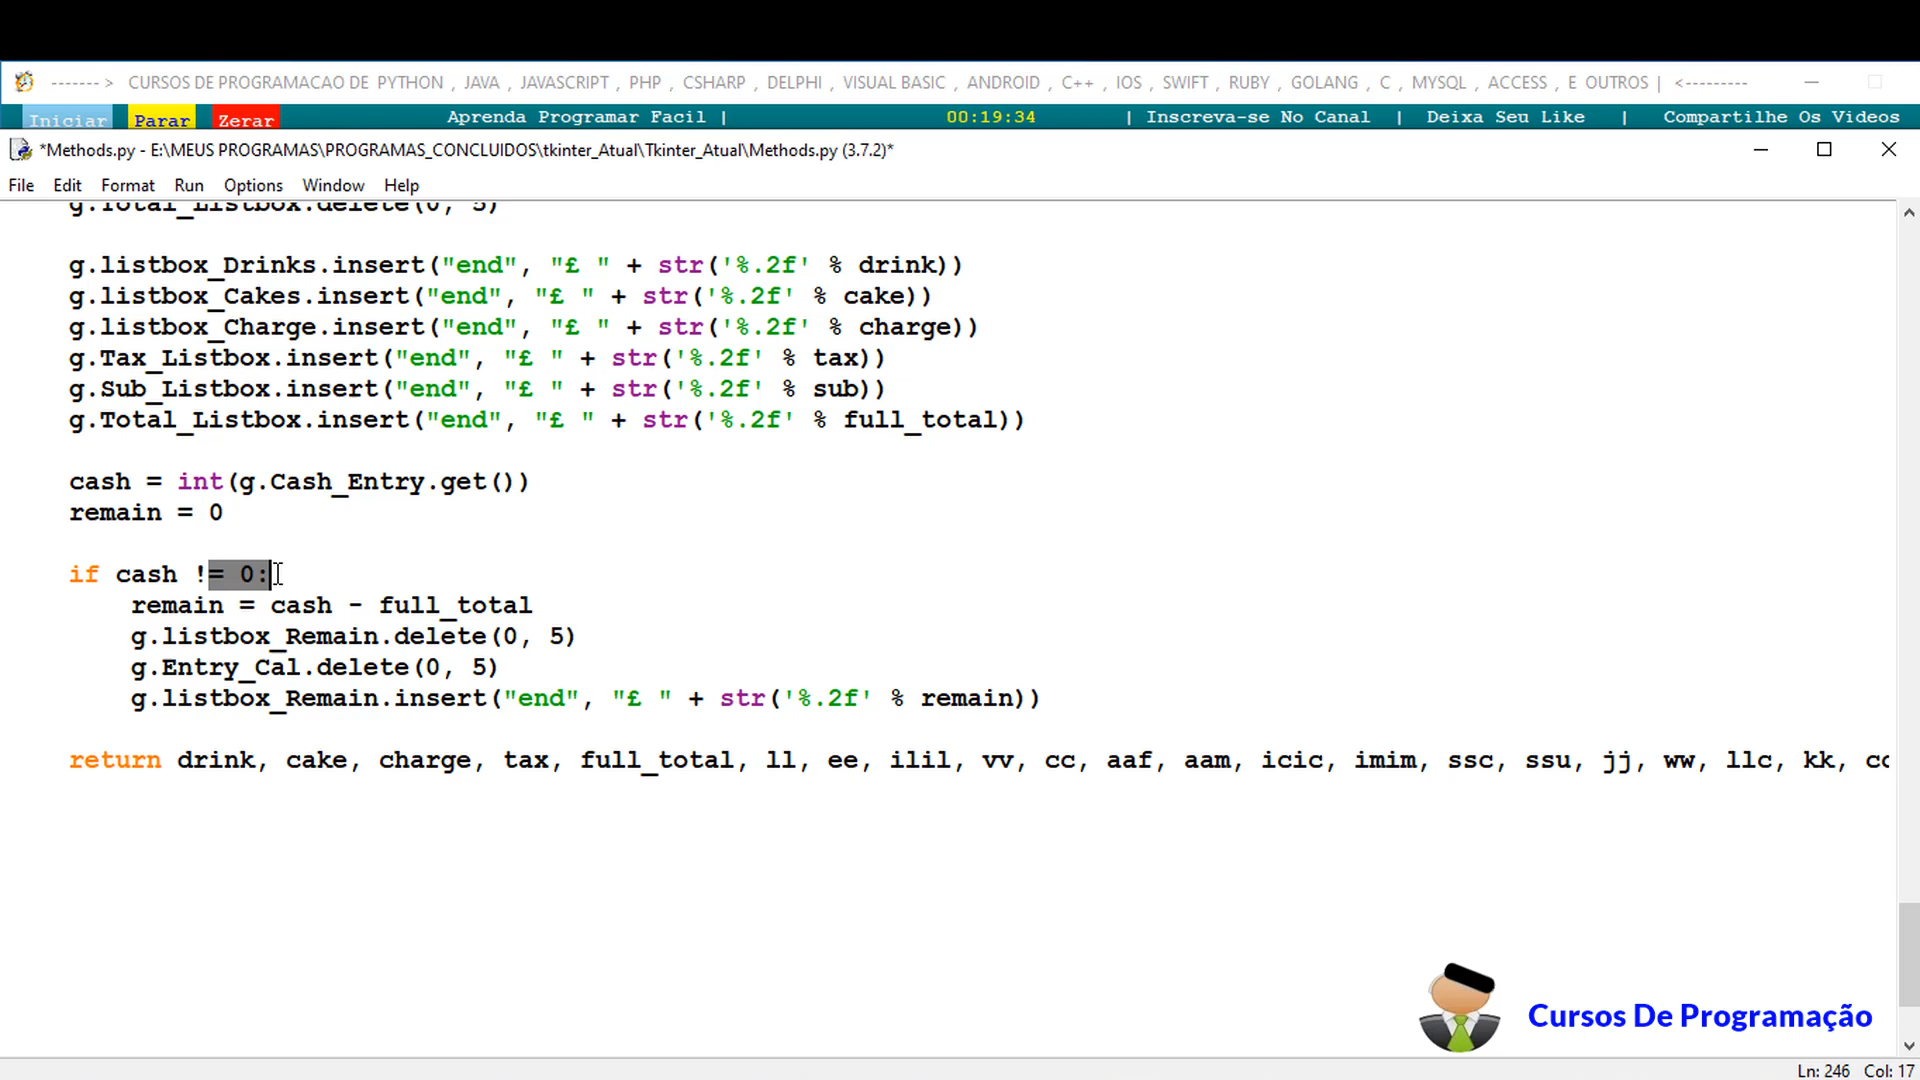 -------> CURSOS DE PROGRAMACAO DE PYTHON , JAVA , JAVASCRIPT , PHP , CSHARP , DELPHI , VISUAL BASIC , ANDROID , C++ , IOS , SWIFT , RUBY , GOLANG , C , MYSQL , ACCESS , E OUTROS | <---------
Iniciar Parar Zerar Aprenda Programar Facil | 00:19:34 | Inscreva-se No Canal | Deixa Seu Like | Compartilhe Os Videos
*Methods.py - E:\MEUS PROGRAMAS\PROGRAMAS_CONCLUIDOS\tkinter_Atual\Tkinter_Atual\Methods.py (3.7.2)*
File Edit Format Run Options Window Help
g.Total_Listbox.delete(0, 5)
g.listbox_Drinks.insert("end", "£ " + str('%.2f' % drink))
g.listbox_Cakes.insert("end", "£ " + str('%.2f' % cake))
g.listbox_Charge.insert("end", "£ " + str('%.2f' % charge))
g.Tax_Listbox.insert("end", "£ " + str('%.2f' % tax))
g.Sub_Listbox.insert("end", "£ " + str('%.2f' % sub))
g.Total_Listbox.insert("end", "£ " + str('%.2f' % full_total))
cash = int(g.Cash_Entry.get())
remain = 0
if cash != 0:
remain = cash - full_total
g.listbox_Remain.delete(0, 5)
g.Entry_Cal.delete(0, 5)
g.listbox_Remain.insert("end", "£ " + str('%.2f' % remain))
return drink, cake, charge, tax, full_total, ll, ee, ilil, vv, cc, aaf, aam, icic, imim, ssc, ssu, jj, ww, llc, kk,
Cursos De Programação
Ln: 246 Col: 17